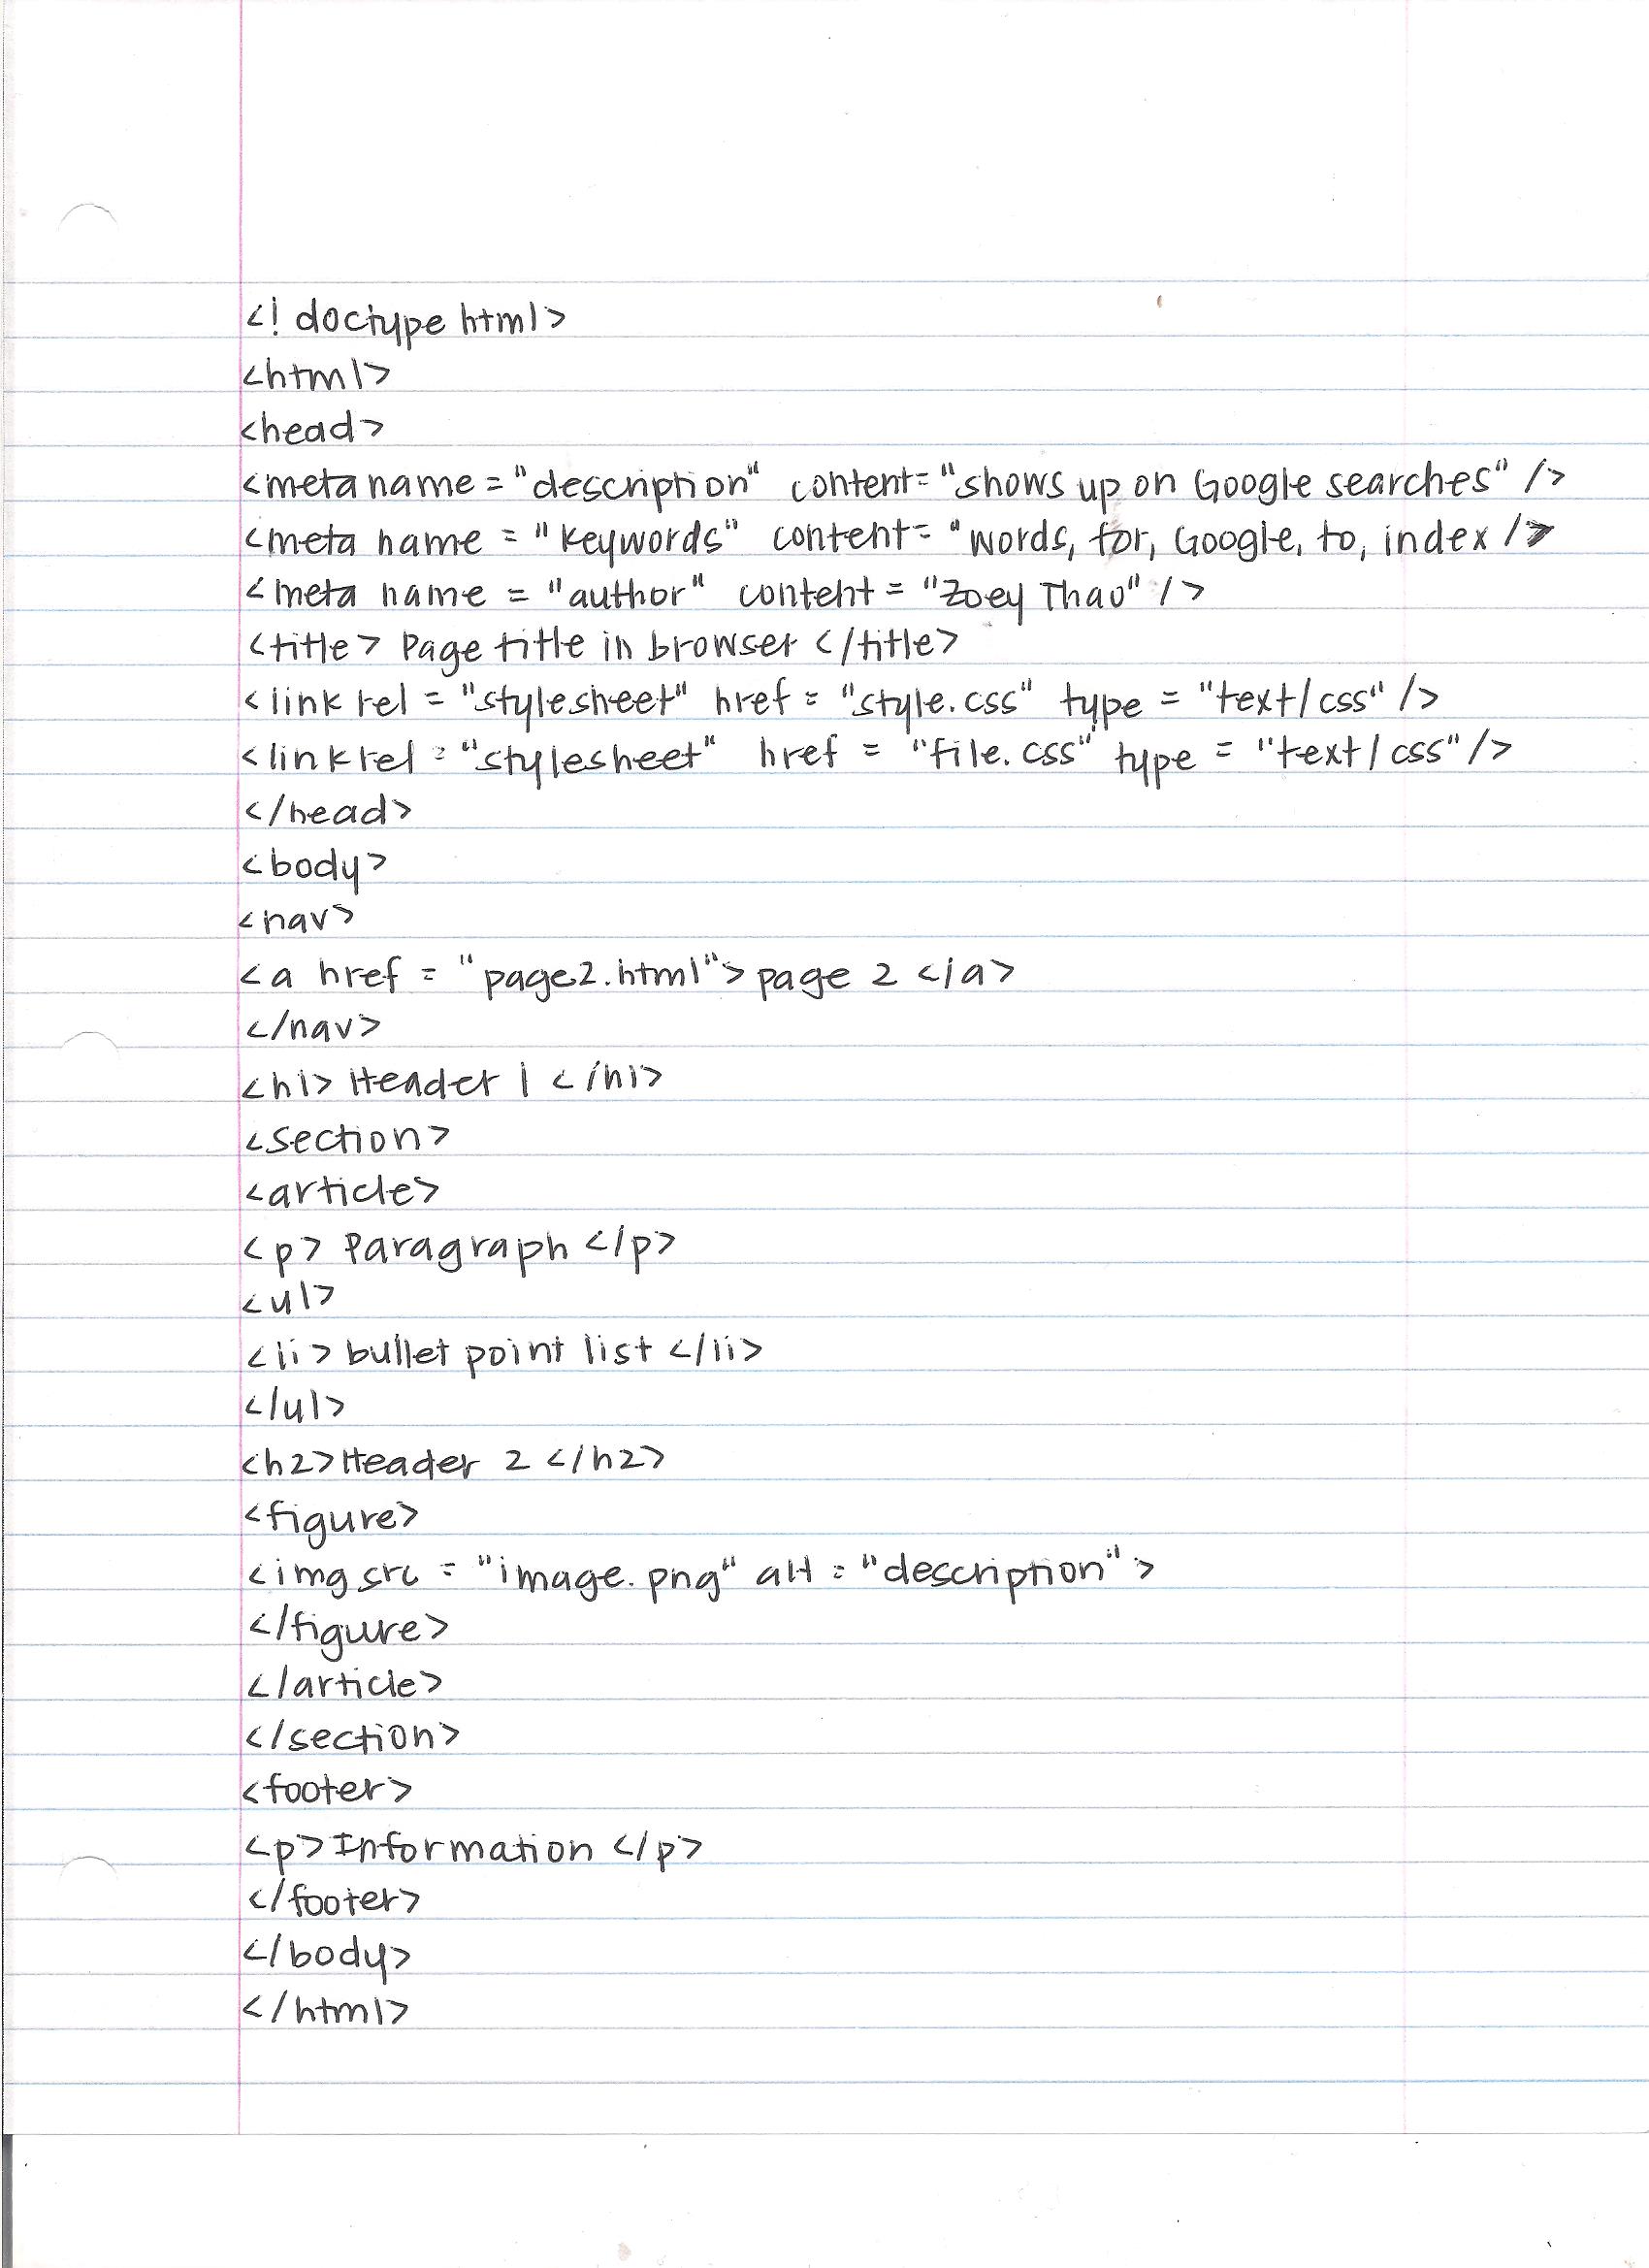 <! doctype html>
<html>
<head>
<meta name = "description" content= "shows up on Google searches" />
<meta name = "keywords" content= "words, for, Google, to, index />
<meta name = "author" content = "Zoey Thao" />
<title> Page title in browser </title>
<link rel = "stylesheet" href = "style.css" type = "text/css" />
<link rel = "stylesheet" href = "file.css" type = "text/css" />
</head>
<body>
<nav>
<a href = "page2.html"> page 2 </a>
</nav>
<h1> Header 1 </h1>
<section>
<article>
<p> Paragraph </p>
<ul>
<li> bullet point list </li>
</ul>
<h2> Header 2 </h2>
<figure>
<img src = "image.png" alt = "description" >
</figure>
</article>
</section>
<footer>
<p> Information </p>
</footer>
</body>
</html>